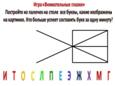 Игра «Внимательные глазки»
Постройте из палочек на столе все буквы, какие изображены
на картинке. Кто больше успеет составить букв за одну минуту?
И Т О С Л П Е Э Ж Х М Г